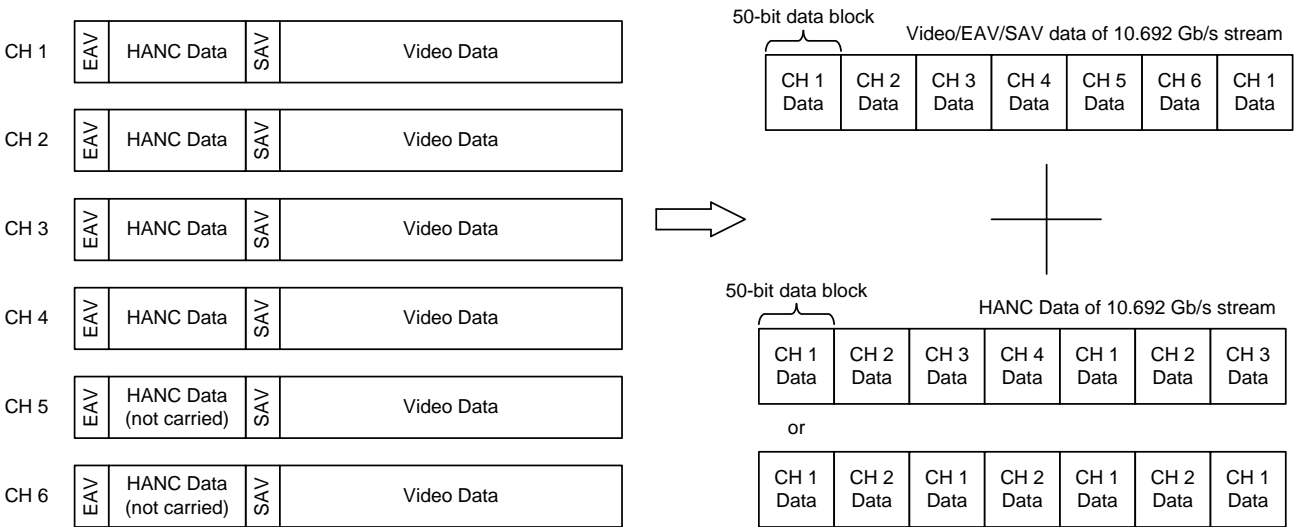 CH 1 EAV HANC Data SAV Video Data
CH 2 EAV HANC Data SAV Video Data
CH 3 EAV HANC Data SAV Video Data
CH 4 EAV HANC Data SAV Video Data
CH 5 EAV HANC Data SAV Video Data
(not carried)
CH 6 EAV HANC Data SAV Video Data
(not carried)
50-bit data block
Video/EAV/SAV data of 10.692 Gb/s stream
CH 1 CH 2 CH 3 CH 4 CH 5 CH 6 CH 1
Data Data Data Data Data Data Data
50-bit data block
HANC Data of 10.692 Gb/s stream
CH 1 CH 2 CH 3 CH 4 CH 1 CH 2 CH 3
Data Data Data Data Data Data Data
or
CH 1 CH 2 CH 1 CH 2 CH 1 CH 2 CH 1
Data Data Data Data Data Data Data